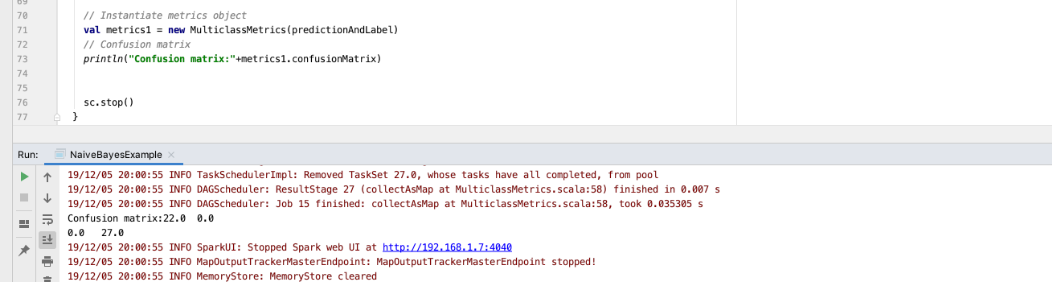 69
70 // Instantiate metrics object
71 val metrics1 = new MulticlassMetrics(predictionAndLabel)
72 // Confusion matrix
73 println("Confusion matrix:"+metrics1.confusionMatrix)
74
75
76 sc.stop()
77 }
Run: NaiveBayesExample
19/12/05 20:00:55 INFO TaskSchedulerImpl: Removed TaskSet 27.0, whose tasks have all completed, from pool
19/12/05 20:00:55 INFO DAGScheduler: ResultStage 27 (collectAsMap at MulticlassMetrics.scala:58) finished in 0.007 s
19/12/05 20:00:55 INFO DAGScheduler: Job 15 finished: collectAsMap at MulticlassMetrics.scala:58, took 0.035305 s
Confusion matrix:22.0 0.0
0.0 27.0
19/12/05 20:00:55 INFO SparkUI: Stopped Spark web UI at http://192.168.1.7:4040
19/12/05 20:00:55 INFO MapOutputTrackerMasterEndpoint: MapOutputTrackerMasterEndpoint stopped!
19/12/05 20:00:55 INFO MemoryStore: MemoryStore cleared